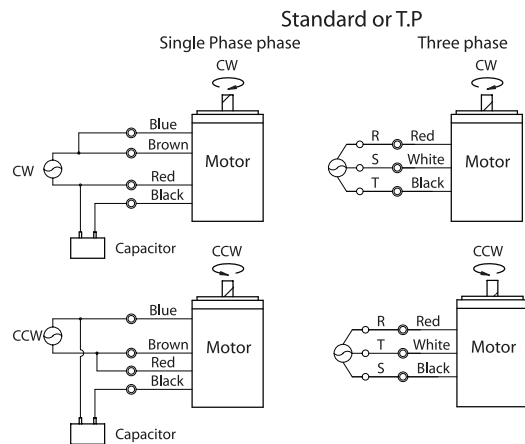 Standard or T.P
Single Phase phase
Three phase
CW
CW
Blue
Brown
Red
Black
CW
Motor
Capacitor
R Red
S White
T Black
Motor
CCW
CCW
Blue
Brown
Red
Black
CCW
Motor
Capacitor
R Red
T White
S Black
Motor